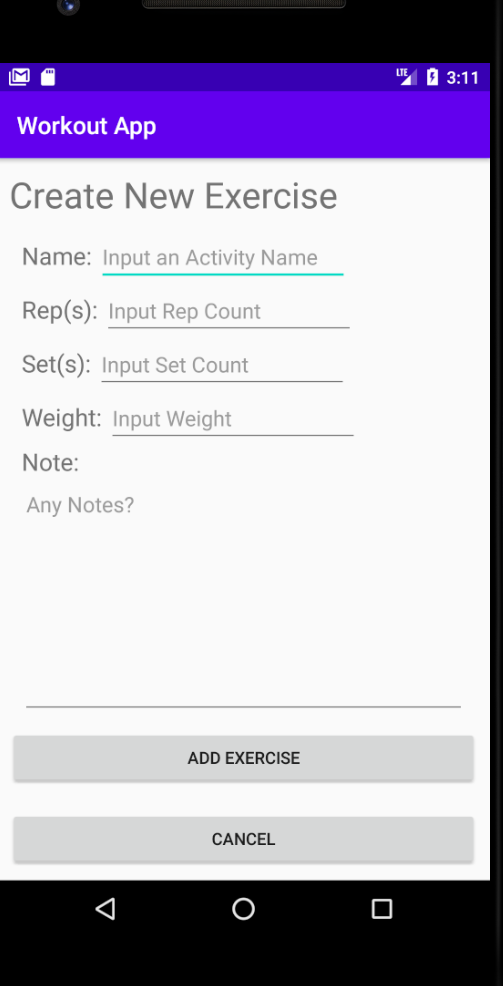 LTE 3:11
Workout App
Create New Exercise
Name: Input an Activity Name
Rep(s): Input Rep Count
Set(s): Input Set Count
Weight: Input Weight
Note:
Any Notes?
ADD EXERCISE
CANCEL